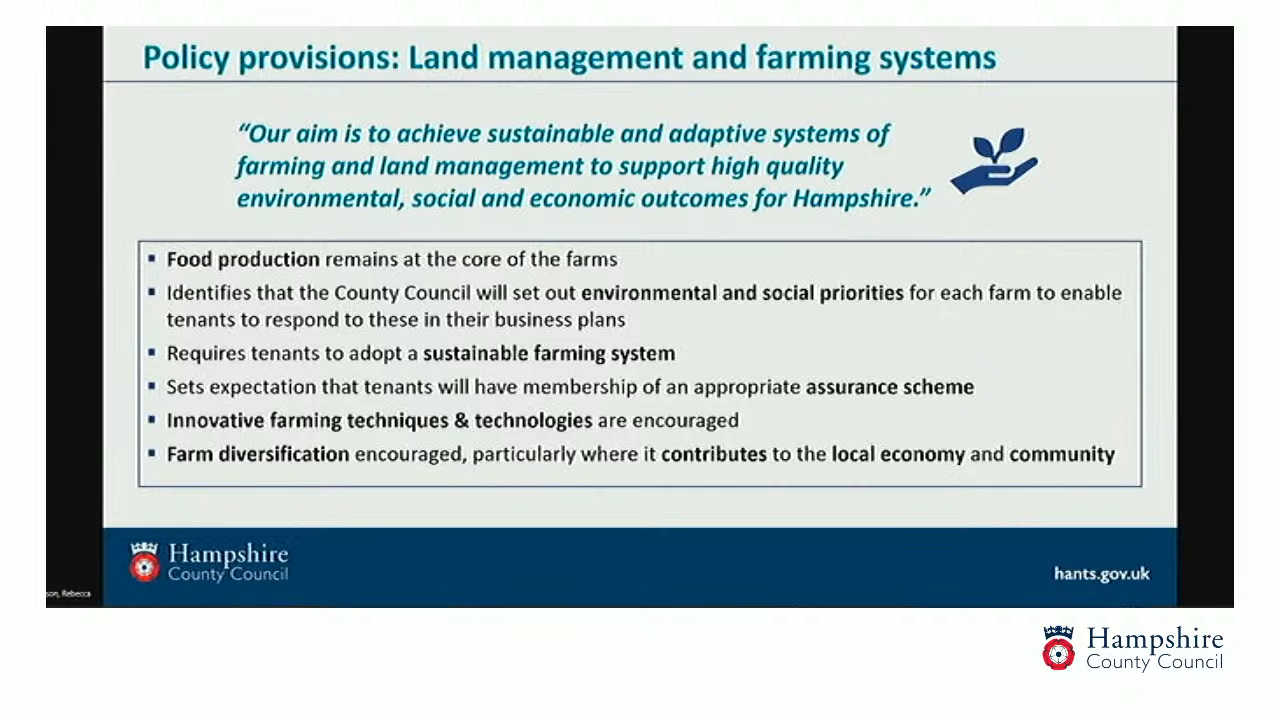 Policy provisions: Land management and farming systems
“Our aim is to achieve sustainable and adaptive systems of
farming and land management to support high quality
environmental, social and economic outcomes for Hampshire.”
▪ Food production remains at the core of the farms
▪ Identifies that the County Council will set out environmental and social priorities for each farm to enable
tenants to respond to these in their business plans
▪ Requires tenants to adopt a sustainable farming system
▪ Sets expectation that tenants will have membership of an appropriate assurance scheme
▪ Innovative farming techniques & technologies are encouraged
▪ Farm diversification encouraged, particularly where it contributes to the local economy and community
Hampshire
County Council
hants.gov.uk
son, Rebecca
Hampshire
County Council